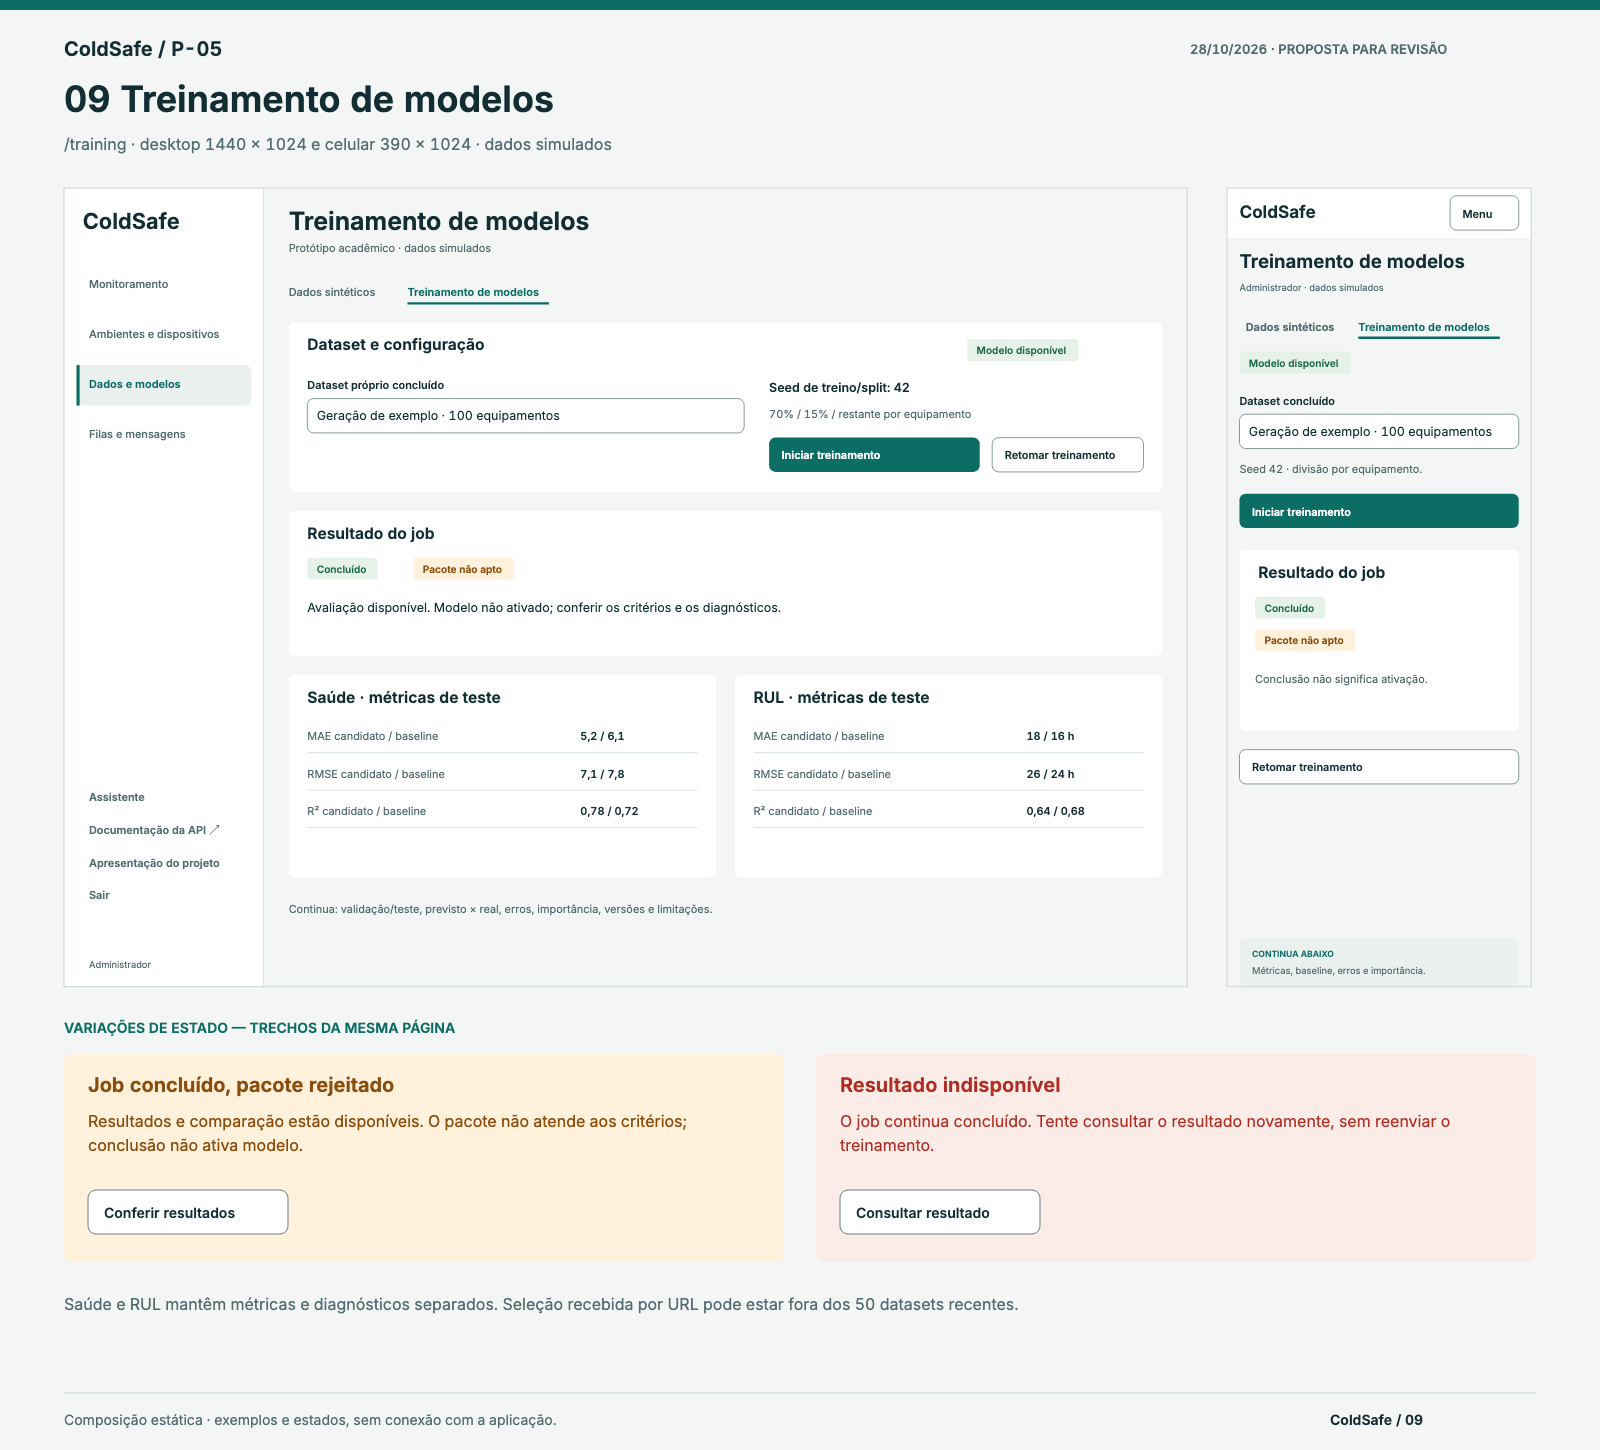 ColdSafe / P-05
28/10/2026 · PROPOSTA PARA REVISÃO
09 Treinamento de modelos
/training · desktop 1440 × 1024 e celular 390 × 1024 · dados simulados
ColdSafe
Monitoramento
Ambientes e dispositivos
Dados e modelos
Filas e mensagens
Assistente
Documentação da API ↗
Apresentação do projeto
Sair
Administrador
Treinamento de modelos
Protótipo acadêmico · dados simulados
Dados sintéticos
Treinamento de modelos
Dataset e configuração
Modelo disponível
Dataset próprio concluído
Geração de exemplo · 100 equipamentos
Seed de treino/split: 42
70% / 15% / restante por equipamento
Iniciar treinamento
Retomar treinamento
Resultado do job
Concluído
Pacote não apto
Avaliação disponível. Modelo não ativado; conferir os critérios e os diagnósticos.
Saúde · métricas de teste
MAE candidato / baseline 5,2 / 6,1
RMSE candidato / baseline 7,1 / 7,8
R² candidato / baseline 0,78 / 0,72
RUL · métricas de teste
MAE candidato / baseline 18 / 16 h
RMSE candidato / baseline 26 / 24 h
R² candidato / baseline 0,64 / 0,68
Continua: validação/teste, previsto × real, erros, importância, versões e limitações.
ColdSafe
Menu
Treinamento de modelos
Administrador · dados simulados
Dados sintéticos
Treinamento de modelos
Modelo disponível
Dataset concluído
Geração de exemplo · 100 equipamentos
Seed 42 · divisão por equipamento.
Iniciar treinamento
Resultado do job
Concluído
Pacote não apto
Conclusão não significa ativação.
Retomar treinamento
CONTINUA ABAIXO
Métricas, baseline, erros e importância.
VARIAÇÕES DE ESTADO — TRECHOS DA MESMA PÁGINA
Job concluído, pacote rejeitado
Resultados e comparação estão disponíveis. O pacote não atende aos critérios;
conclusão não ativa modelo.
Conferir resultados
Resultado indisponível
O job continua concluído. Tente consultar o resultado novamente, sem reenviar o
treinamento.
Consultar resultado
Saúde e RUL mantêm métricas e diagnósticos separados. Seleção recebida por URL pode estar fora dos 50 datasets recentes.
Composição estática · exemplos e estados, sem conexão com a aplicação.
ColdSafe / 09